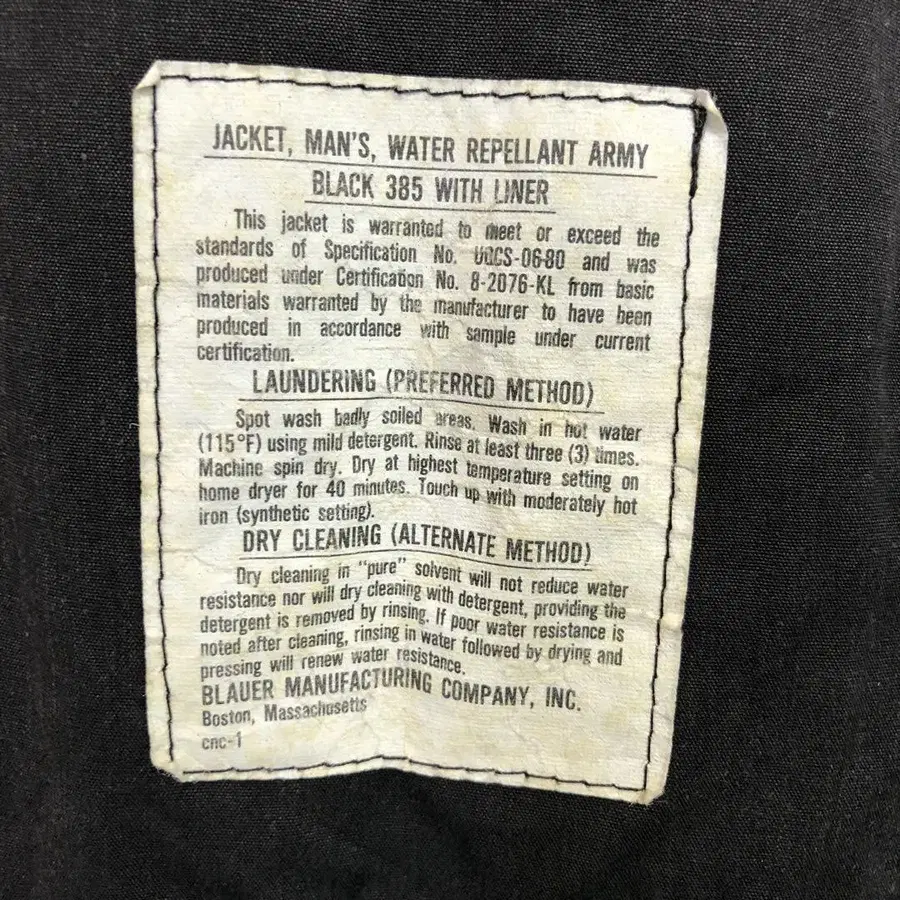 JACKET, MAN'S, WATER REPELLANT ARMY
BLACK 385 WITH LINER
This jacket is warranted to meet or exceed the
standards of Specification No. UQCS-06-80 and was
produced under Certification No. 8-2076-KL from basic
materials warranted by the manufacturer to have been
produced in accordance with sample under current
certification.
LAUNDERING (PREFERRED METHOD)
Spot wash badly soiled areas. Wash in hot water
(115°F) using mild detergent. Rinse at least three (3) times.
Machine spin dry. Dry at highest temperature setting on
home dryer for 40 minutes. Touch up with moderately hot
iron (synthetic setting).
DRY CLEANING (ALTERNATE METHOD)
Dry cleaning in "pure" solvent will not reduce water
resistance nor will dry cleaning with detergent, providing the
detergent is removed by rinsing. If poor water resistance is
noted after cleaning, rinsing in water followed by drying and
pressing will renew water resistance.
BLAUER MANUFACTURING COMPANY, INC.
Boston, Massachusetts
cnc-1